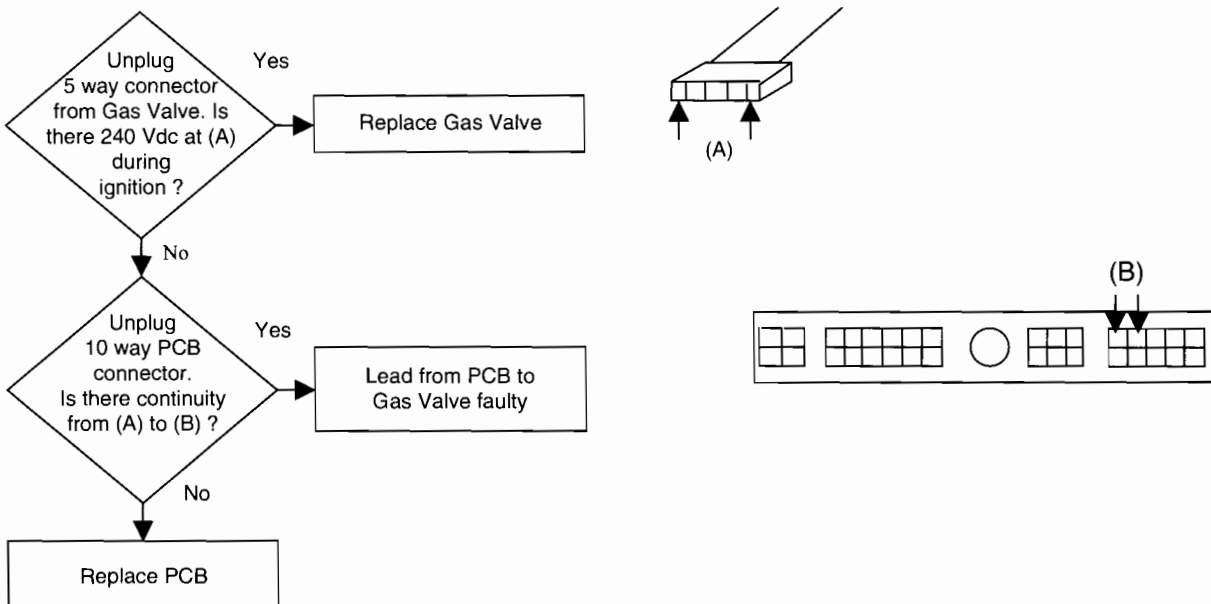 Unplug
5 way connector
from Gas Valve. Is
there 240 Vdc at (A)
during
ignition ?
Yes
Replace Gas Valve
(A)
No
Unplug
10 way PCB
connector.
Is there continuity
from (A) to (B) ?
Yes
Lead from PCB to
Gas Valve faulty
(B)
No
Replace PCB